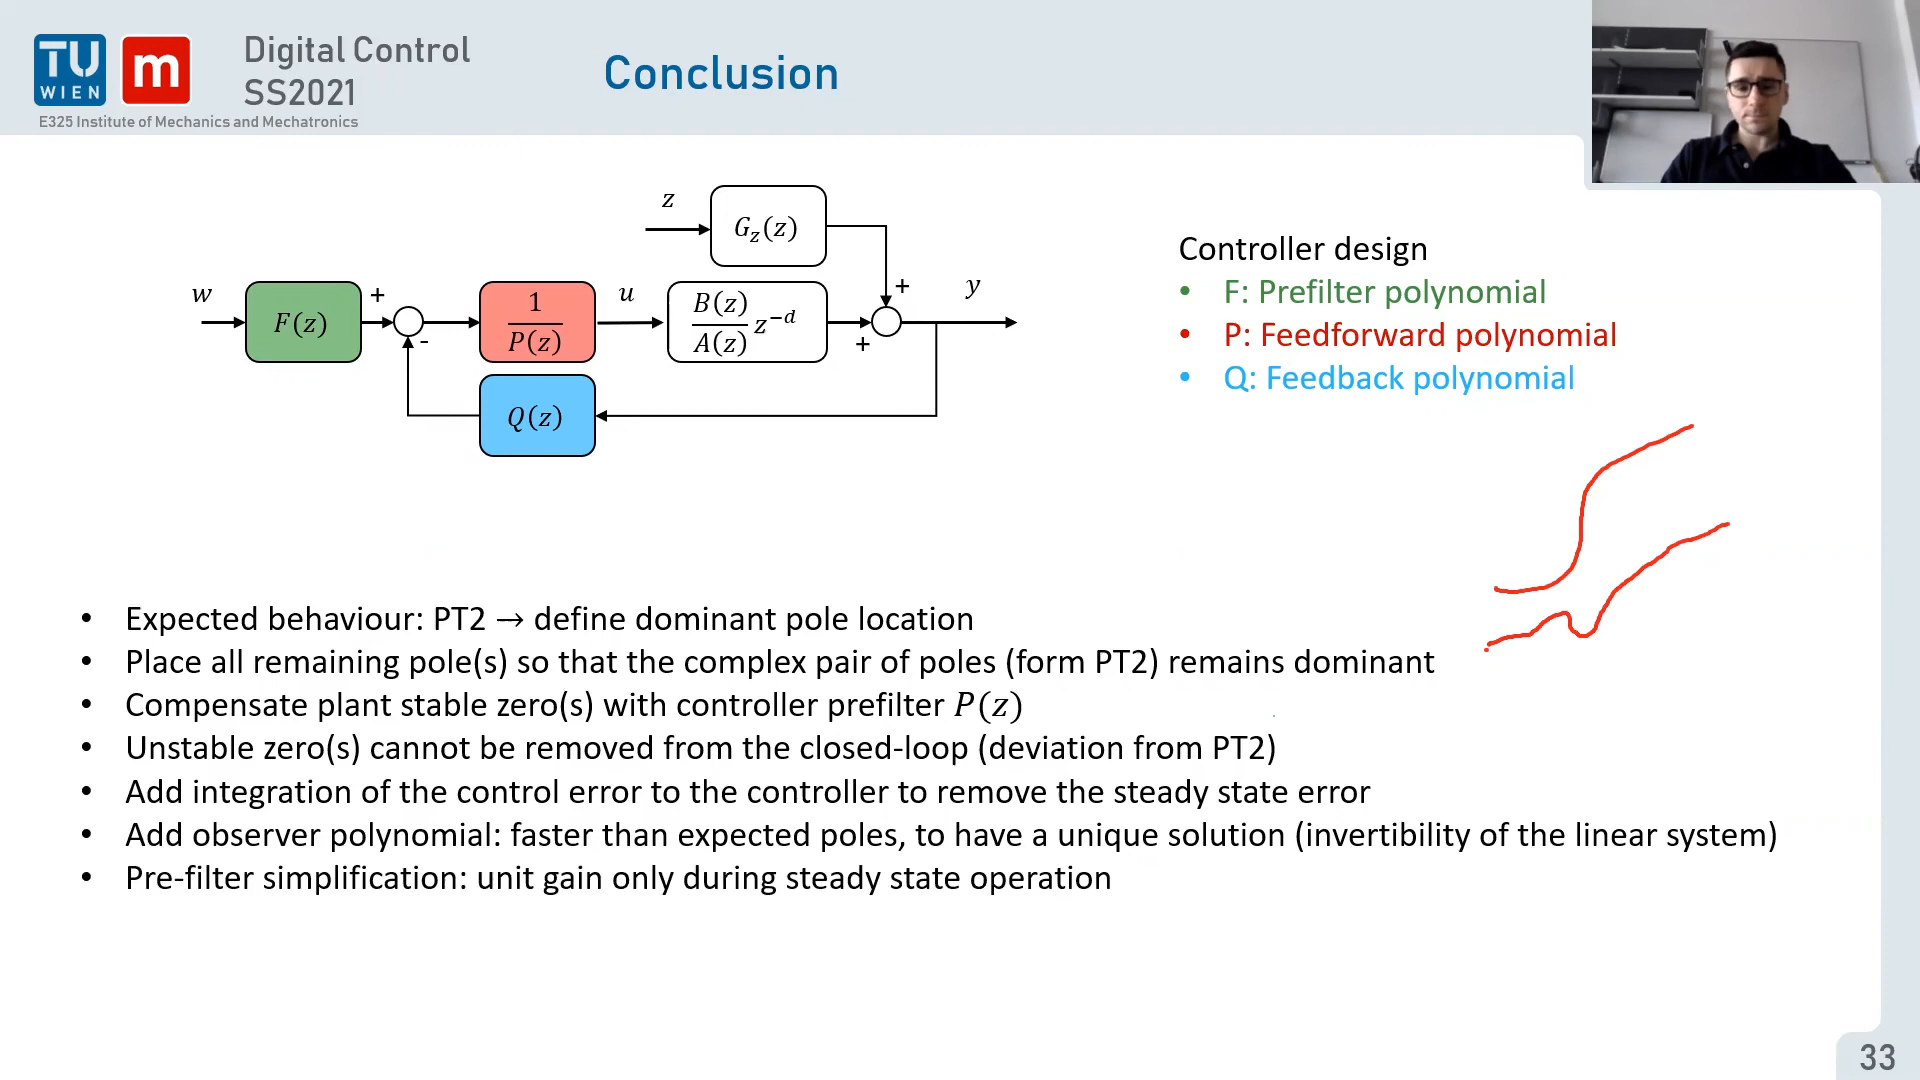 TU
WIEN
m
Digital Control
SS2021
E325 Institute of Mechanics and Mechatronics
Conclusion
z
G_z(z)
w
F(z)
+
-
1
P(z)
u
B(z)
A(z)
z^{-d}
+
+
y
Q(z)
Controller design
• F: Prefilter polynomial
• P: Feedforward polynomial
• Q: Feedback polynomial
• Expected behaviour: PT2 → define dominant pole location
• Place all remaining pole(s) so that the complex pair of poles (form PT2) remains dominant
• Compensate plant stable zero(s) with controller prefilter P(z)
• Unstable zero(s) cannot be removed from the closed-loop (deviation from PT2)
• Add integration of the control error to the controller to remove the steady state error
• Add observer polynomial: faster than expected poles, to have a unique solution (invertibility of the linear system)
• Pre-filter simplification: unit gain only during steady state operation
33